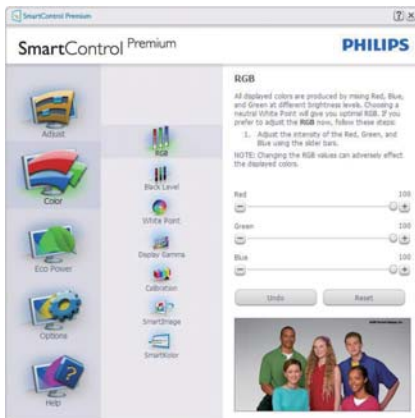 SmartControl Premium
SmartControl Premium
PHILIPS
Adjust
Color
Eco Power
Options
Help
RGB
Black Level
White Point
Display Gamma
Calibration
SmartImage
SmartKolor
RGB
All displayed colors are produced by mixing Red, Blue,
and Green at different brightness levels. Choosing a
neutral White Point will give you optimal RGB. If you
prefer to adjust the RGB now, follow these steps:
1. Adjust the intensity of the Red, Green, and
Blue using the slider bars.
NOTE: Changing the RGB values can adversely effect
the displayed colors.
Red 100
Green 100
Blue 100
Undo Reset